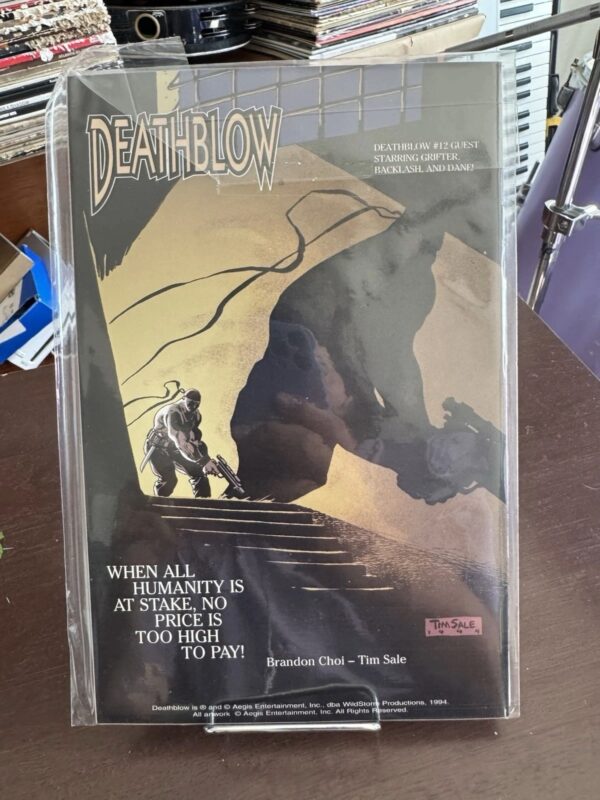 DEATHBLOW
DEATHBLOW #12 GUEST
STARRING GRIFTER,
BACKLASH, AND DANE!
WHEN ALL
HUMANITY IS
AT STAKE, NO
PRICE IS
TOO HIGH
TO PAY!
TIM SALE
1994
Brandon Choi – Tim Sale
Deathblow is ® and © Aegis Entertainment, Inc., dba WildStorm Productions, 1994.
All artwork © Aegis Entertainment, Inc. All Rights Reserved.